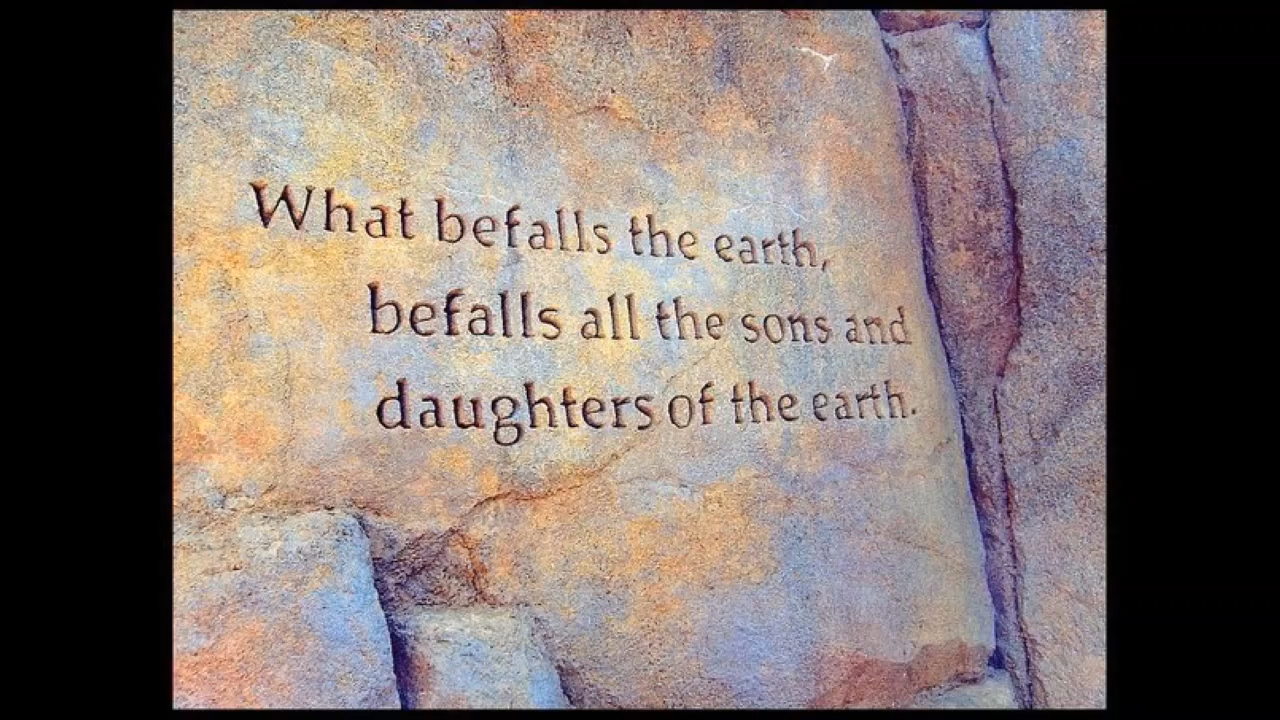 What befalls the earth,
befalls all the sons and
daughters of the earth.